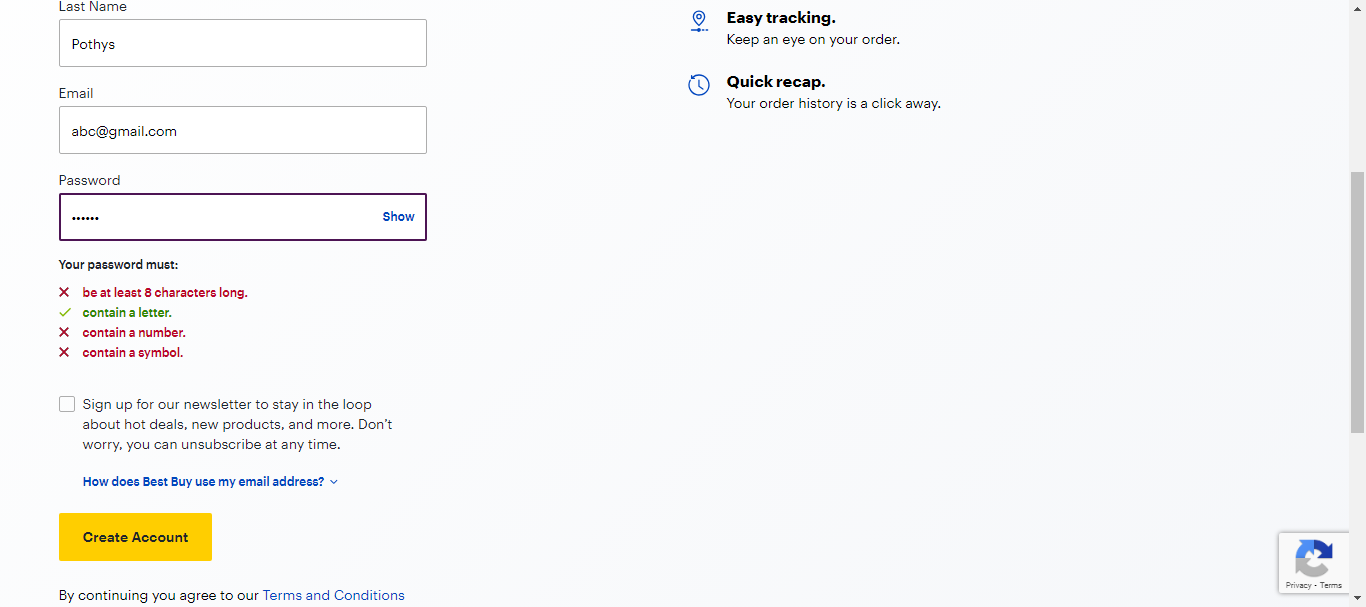 Last Name
Pothys
Email
abc@gmail.com
Password
••••••
Show
Your password must:
be at least 8 characters long.
contain a letter.
contain a number.
contain a symbol.
Sign up for our newsletter to stay in the loop
about hot deals, new products, and more. Don't
worry, you can unsubscribe at any time.
How does Best Buy use my email address?
Create Account
By continuing you agree to our Terms and Conditions
Easy tracking.
Keep an eye on your order.
Quick recap.
Your order history is a click away.
Privacy - Terms